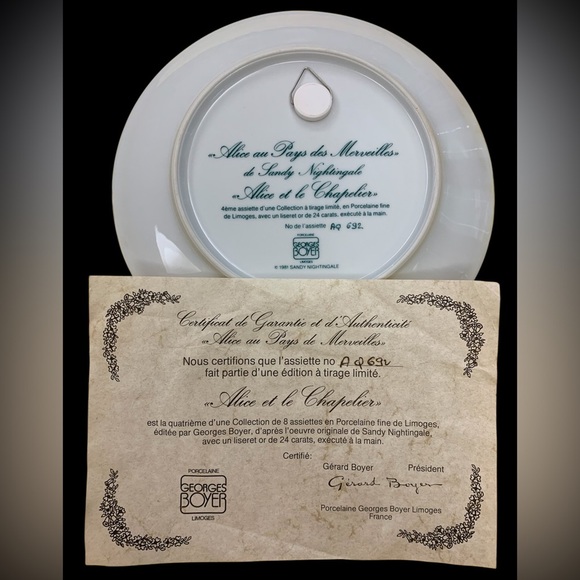 «Alice au Pays des Merveilles»
de Sandy Nightingale
«Alice et le Chapelier»
4ème assiette d'une Collection à tirage limité, en Porcelaine fine
de Limoges, avec un liseret or de 24 carats, exécuté à la main.
No de l'assiette AQ 692
PORCELAINE
GEORGES
BOYER
LIMOGES
© 1991 SANDY NIGHTINGALE
Certificat de Garantie et d'Authenticité
«Alice au Pays de Merveilles»
Nous certifions que l'assiette no AQ692
fait partie d'une édition à tirage limité.
«Alice et le Chapelier»
est la quatrième d'une Collection de 8 assiettes en Porcelaine fine de Limoges,
éditée par Georges Boyer, d'après l'oeuvre originale de Sandy Nightingale,
avec un liseret or de 24 carats, exécuté à la main.
Certifié:
Gérard Boyer Président
Gérard Boyer
PORCELAINE
GEORGES
BOYER
LIMOGES
Porcelaine Georges Boyer Limoges
France